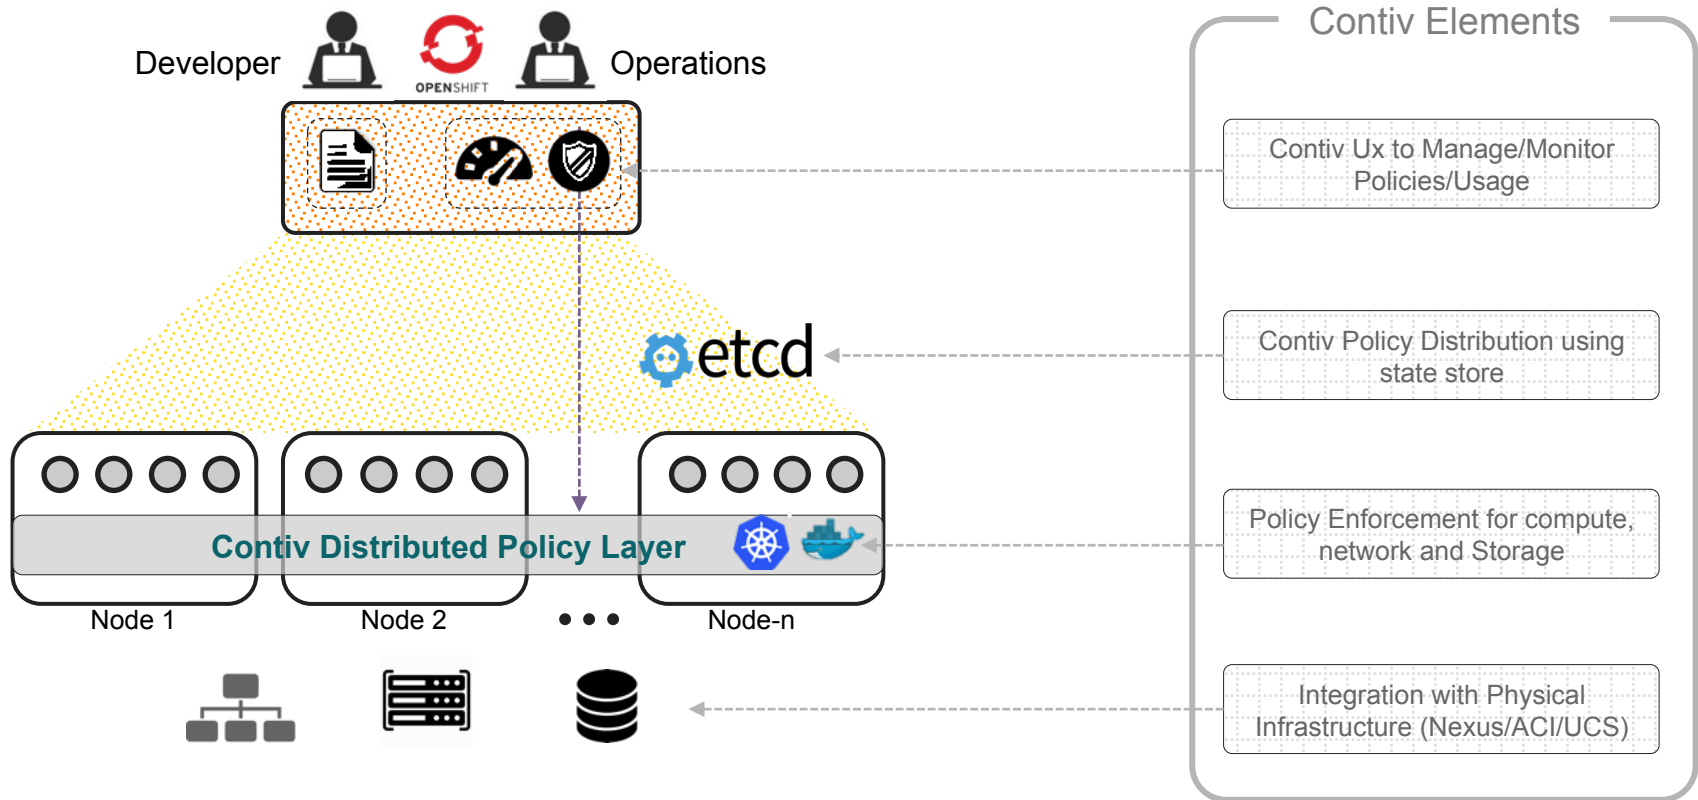 Contiv Elements
Developer
OPENSHIFT
Operations
Contiv Ux to Manage/Monitor
Policies/Usage
etcd
Contiv Policy Distribution using
state store
Contiv Distributed Policy Layer
Policy Enforcement for compute,
network and Storage
Node 1
Node 2
Node-n
Integration with Physical
Infrastructure (Nexus/ACI/UCS)